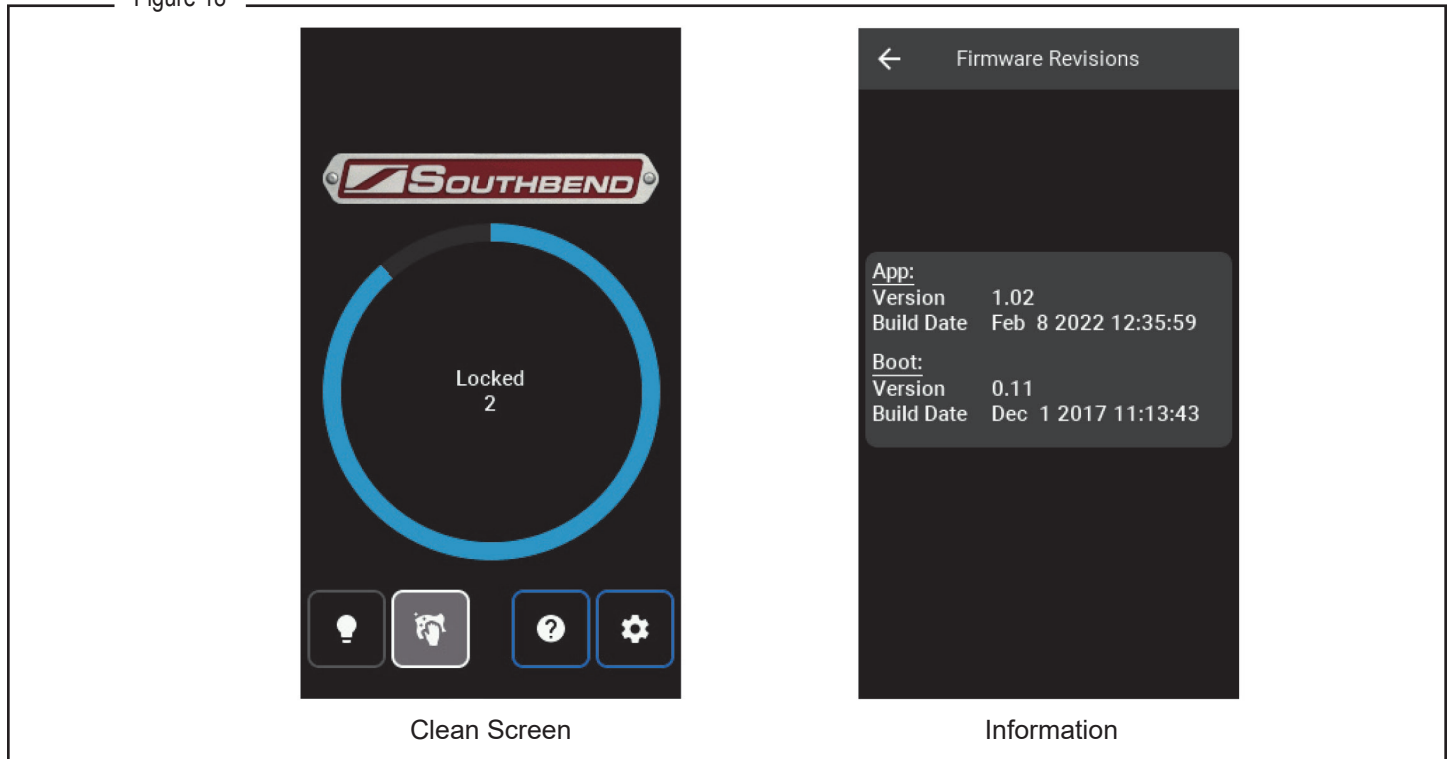 Figure
SOUTHBEND
Locked
2
Clean Screen
Firmware Revisions
App:
Version 1.02
Build Date Feb 8 2022 12:35:59
Boot:
Version 0.11
Build Date Dec 1 2017 11:13:43
Information